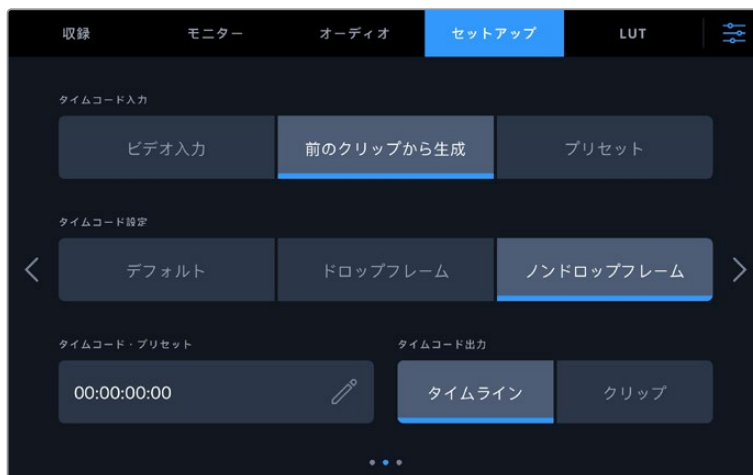 収録 モニター オーディオ セットアップ LUT
タイムコード入力
ビデオ入力 前のクリップから生成 プリセット
タイムコード設定
デフォルト ドロップフレーム ノンドロップフレーム
タイムコード・プリセット タイムコード出力
00:00:00:00 タイムライン クリップ